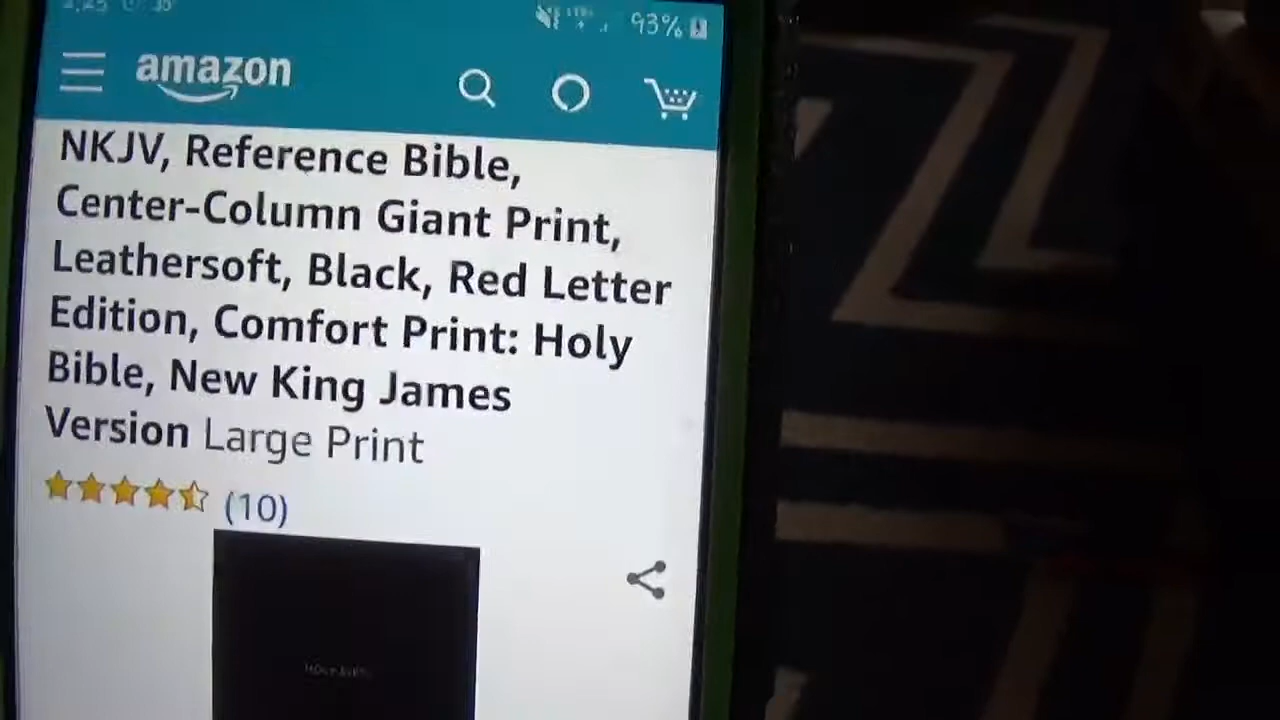 93%
amazon
NKJV, Reference Bible,
Center-Column Giant Print,
Leathersoft, Black, Red Letter
Edition, Comfort Print: Holy
Bible, New King James
Version Large Print
(10)